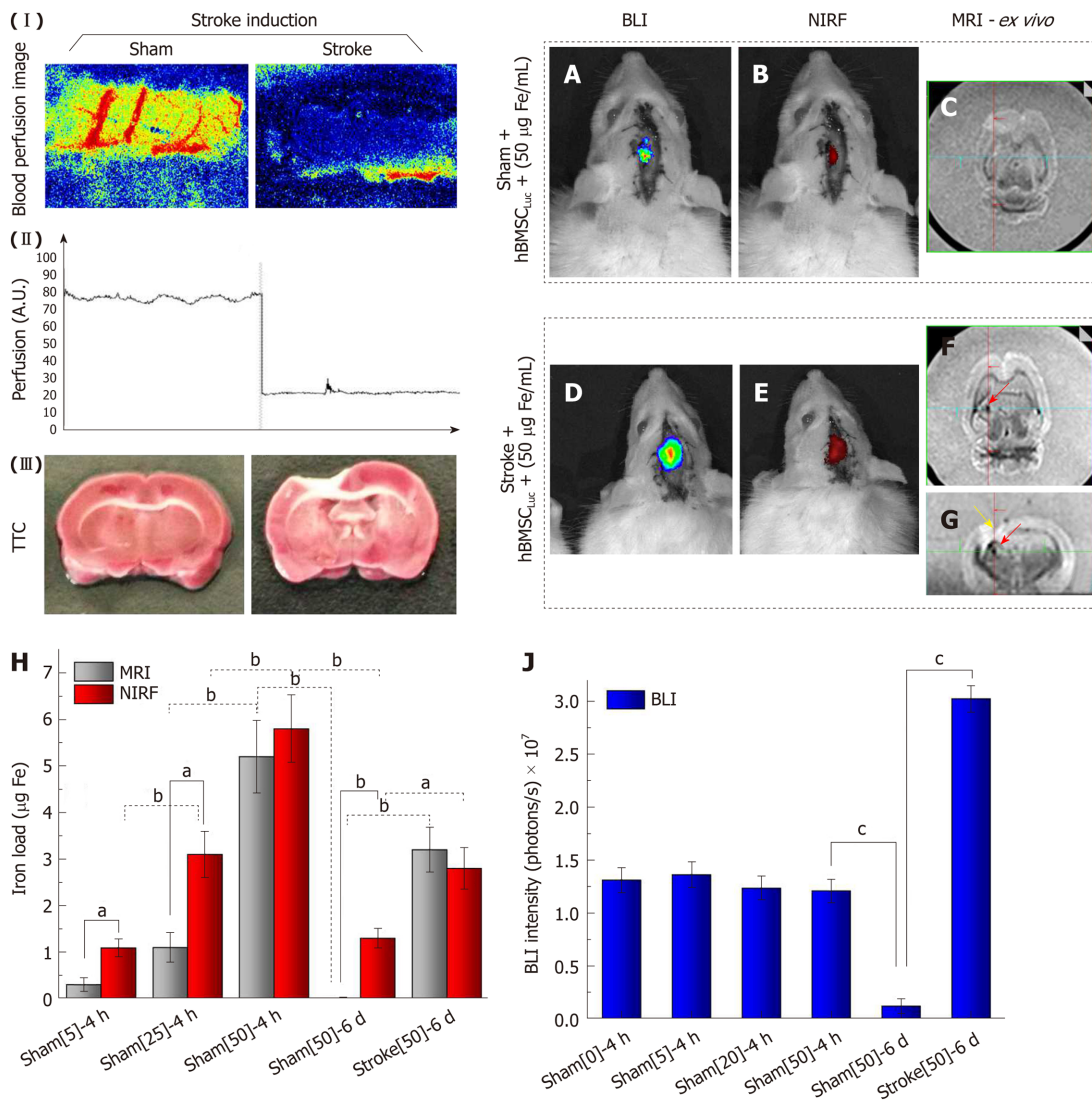 (Ⅰ)
Stroke induction
Sham
Stroke
Blood perfusion image
(Ⅱ)
Perfusion (A.U.)
100
90
80
70
60
50
40
30
20
10
0
(Ⅲ)
TTC
BLI
NIRF
MRI - ex vivo
Sham +
hBMSCLuc + (50 μg Fe/mL)
A
B
C
Stroke +
hBMSCLuc + (50 μg Fe/mL)
D
E
F
G
H
MRI
NIRF
Iron load (μg Fe)
7
6
5
4
3
2
1
0
a
b
a
b
b
b
b
b
a
b
Sham[5]-4 h
Sham[25]-4 h
Sham[50]-4 h
Sham[50]-6 d
Stroke[50]-6 d
J
BLI
BLI intensity (photons/s) × 10⁷
3.0
2.5
2.0
1.5
1.0
0.5
0.0
c
c
Sham[0]-4 h
Sham[5]-4 h
Sham[20]-4 h
Sham[50]-4 h
Sham[50]-6 d
Stroke[50]-6 d